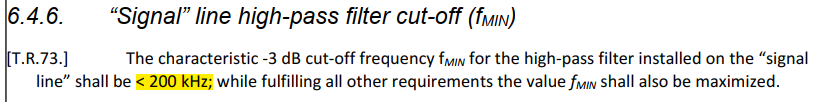 6.4.6. “Signal” line high-pass filter cut-off (fMIN)
[T.R.73.] The characteristic -3 dB cut-off frequency fMIN for the high-pass filter installed on the “signal
line” shall be < 200 kHz; while fulfilling all other requirements the value fMIN shall also be maximized.